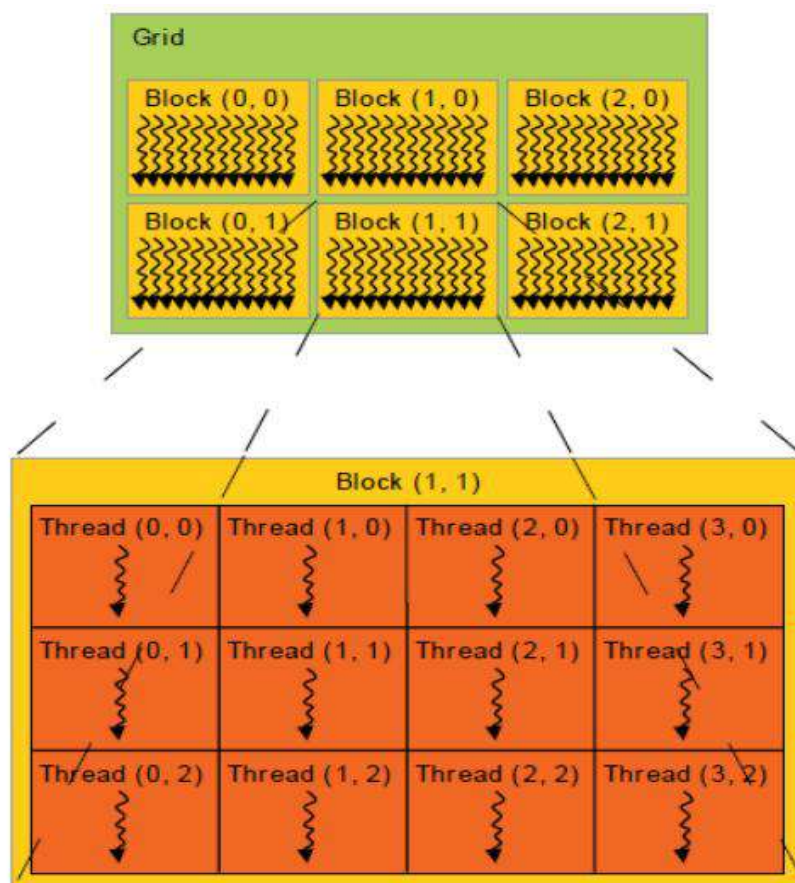 Grid
Block (0, 0) Block (1, 0) Block (2, 0)
Block (0, 1) Block (1, 1) Block (2, 1)
Block (1, 1)
Thread (0, 0) Thread (1, 0) Thread (2, 0) Thread (3, 0)
Thread (0, 1) Thread (1, 1) Thread (2, 1) Thread (3, 1)
Thread (0, 2) Thread (1, 2) Thread (2, 2) Thread (3, 2)